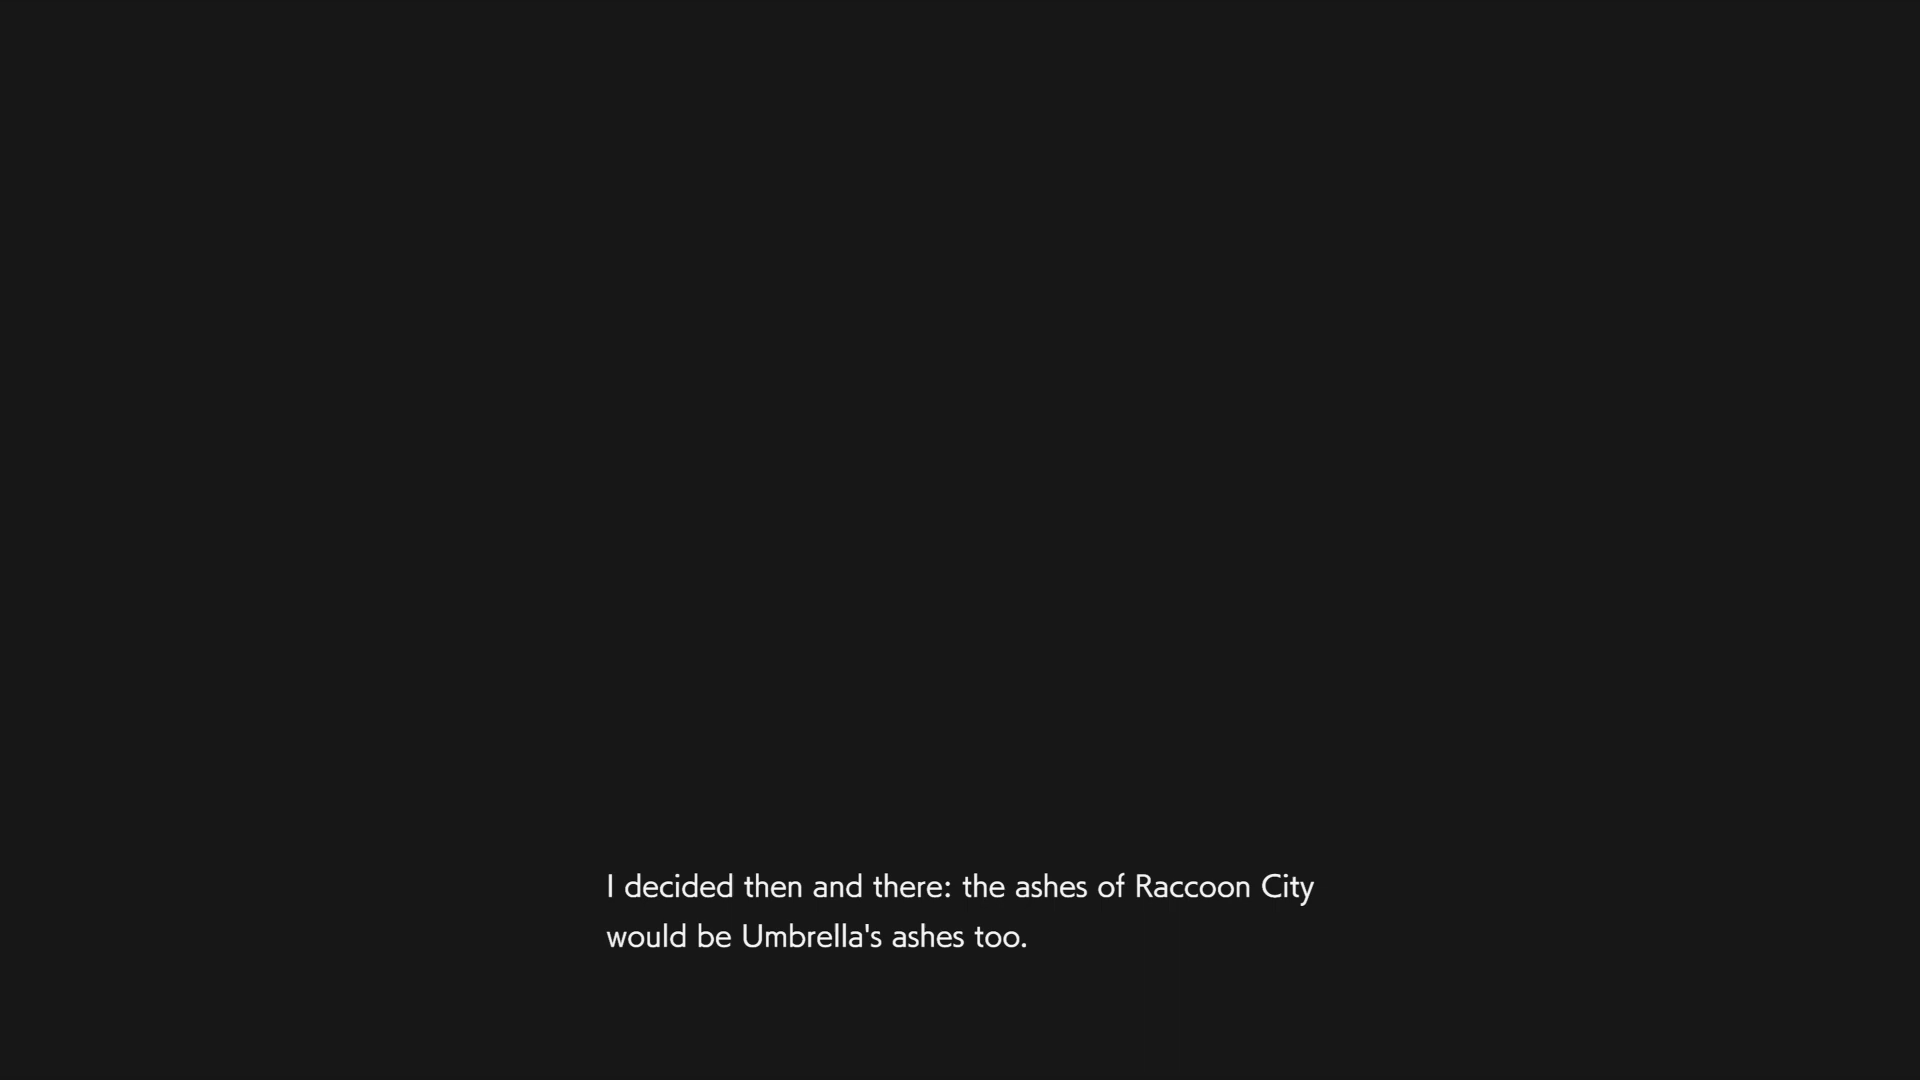 I decided then and there: the ashes of Raccoon City
would be Umbrella's ashes too.